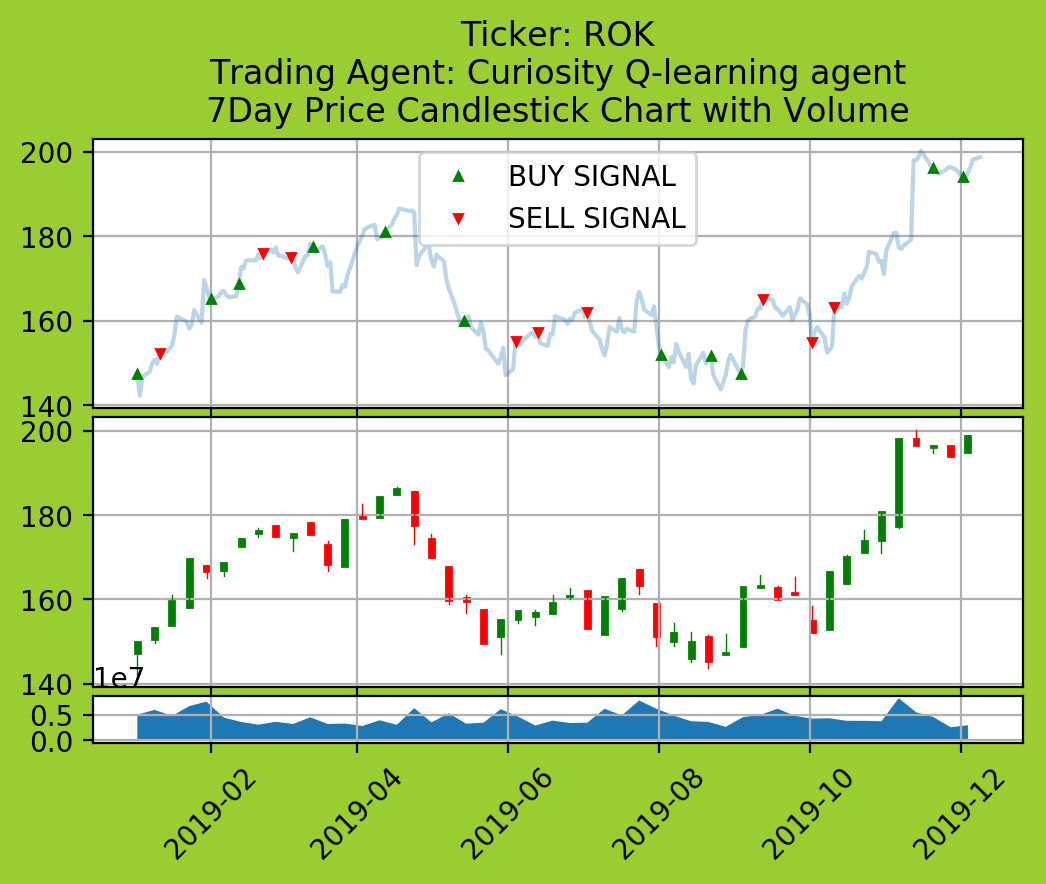 Ticker: ROK
Trading Agent: Curiosity Q-learning agent
7Day Price Candlestick Chart with Volume
200
180
160
140
BUY SIGNAL
SELL SIGNAL
200
180
160
140
1e7
0.5
0.0
2019-02
2019-04
2019-06
2019-08
2019-10
2019-12